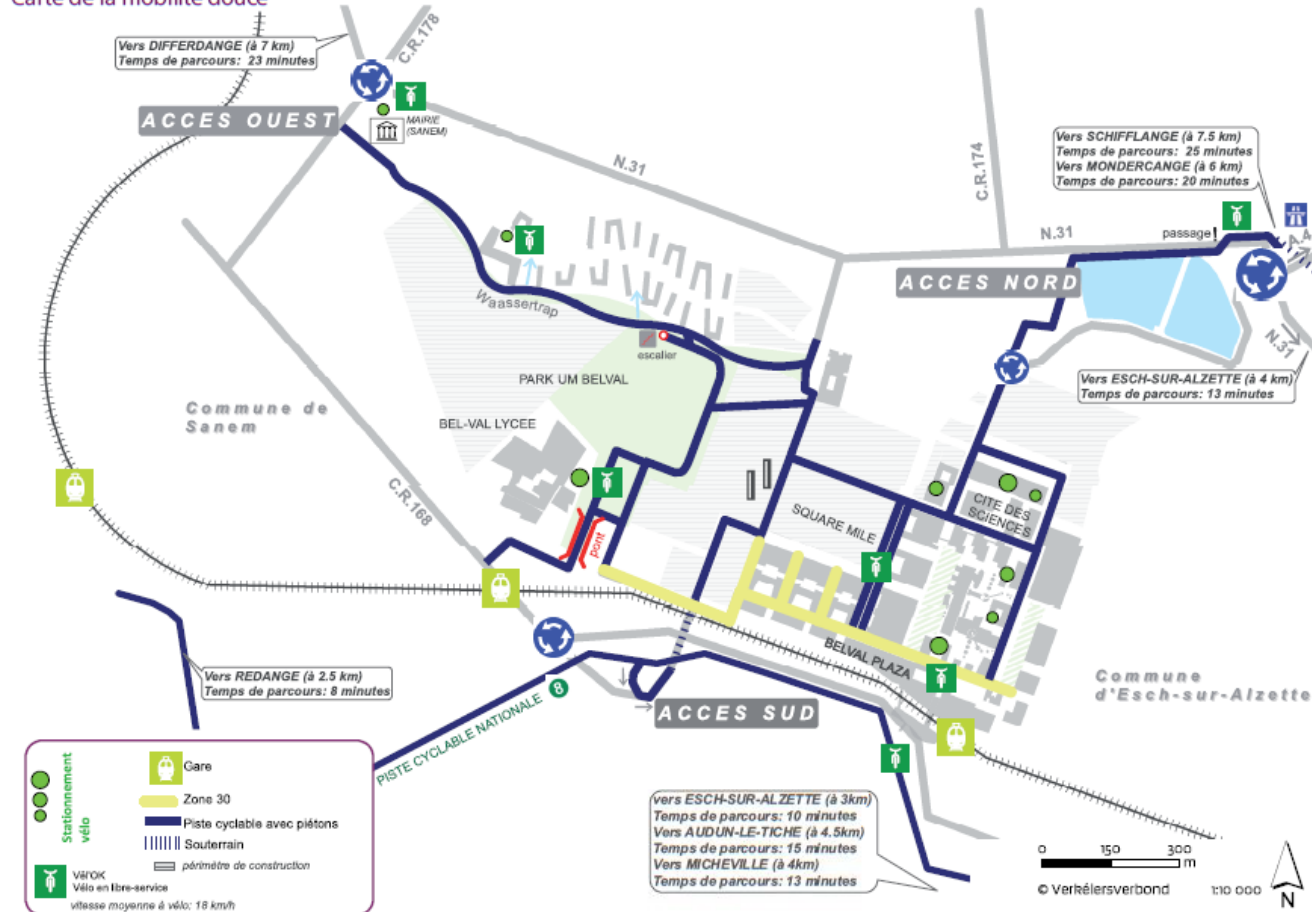 Carte de la mobilité douce
Vers DIFFERDANGE (à 7 km)
Temps de parcours: 23 minutes
C.R.178
ACCES OUEST
MAIRIE
(SANEM)
N.31
C.R.174
Vers SCHIFFLANGE (à 7.5 km)
Temps de parcours: 25 minutes
Vers MONDERCANGE (à 6 km)
Temps de parcours: 20 minutes
N.31
passage!
A.4
ACCES NORD
N.31
Waassertrap
escalier
PARK UM BELVAL
Vers ESCH-SUR-ALZETTE (à 4 km)
Temps de parcours: 13 minutes
Commune de
Sanem
BEL-VAL LYCEE
C.R.168
pont
SQUARE MILE
CITE DES
SCIENCES
BELVAL PLAZA
Vers REDANGE (à 2.5 km)
Temps de parcours: 8 minutes
PISTE CYCLABLE NATIONALE 8
ACCES SUD
Commune
d'Esch-sur-Alzette
Stationnement
vélo
Gare
Zone 30
Piste cyclable avec piétons
Souterrain
périmètre de construction
Vël'OK
Vélo en libre-service
vitesse moyenne à vélo: 18 km/h
vers ESCH-SUR-ALZETTE (à 3km)
Temps de parcours: 10 minutes
Vers AUDUN-LE-TICHE (à 4.5km)
Temps de parcours: 15 minutes
Vers MICHEVILLE (à 4km)
Temps de parcours: 13 minutes
0 150 300
m
© Verkéiersverbond 1:10 000
N